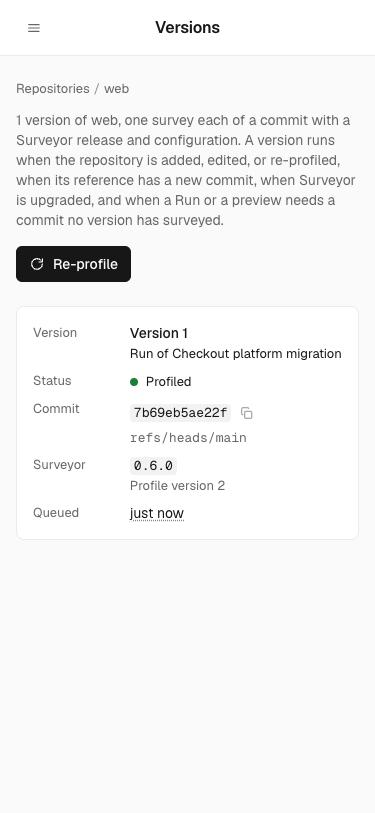 Versions
Repositories / web
1 version of web, one survey each of a commit with a
Surveyor release and configuration. A version runs
when the repository is added, edited, or re-profiled,
when its reference has a new commit, when Surveyor
is upgraded, and when a Run or a preview needs a
commit no version has surveyed.
Re-profile
Version Version 1
Run of Checkout platform migration
Status Profiled
Commit 7b69eb5ae22f
refs/heads/main
Surveyor 0.6.0
Profile version 2
Queued just now